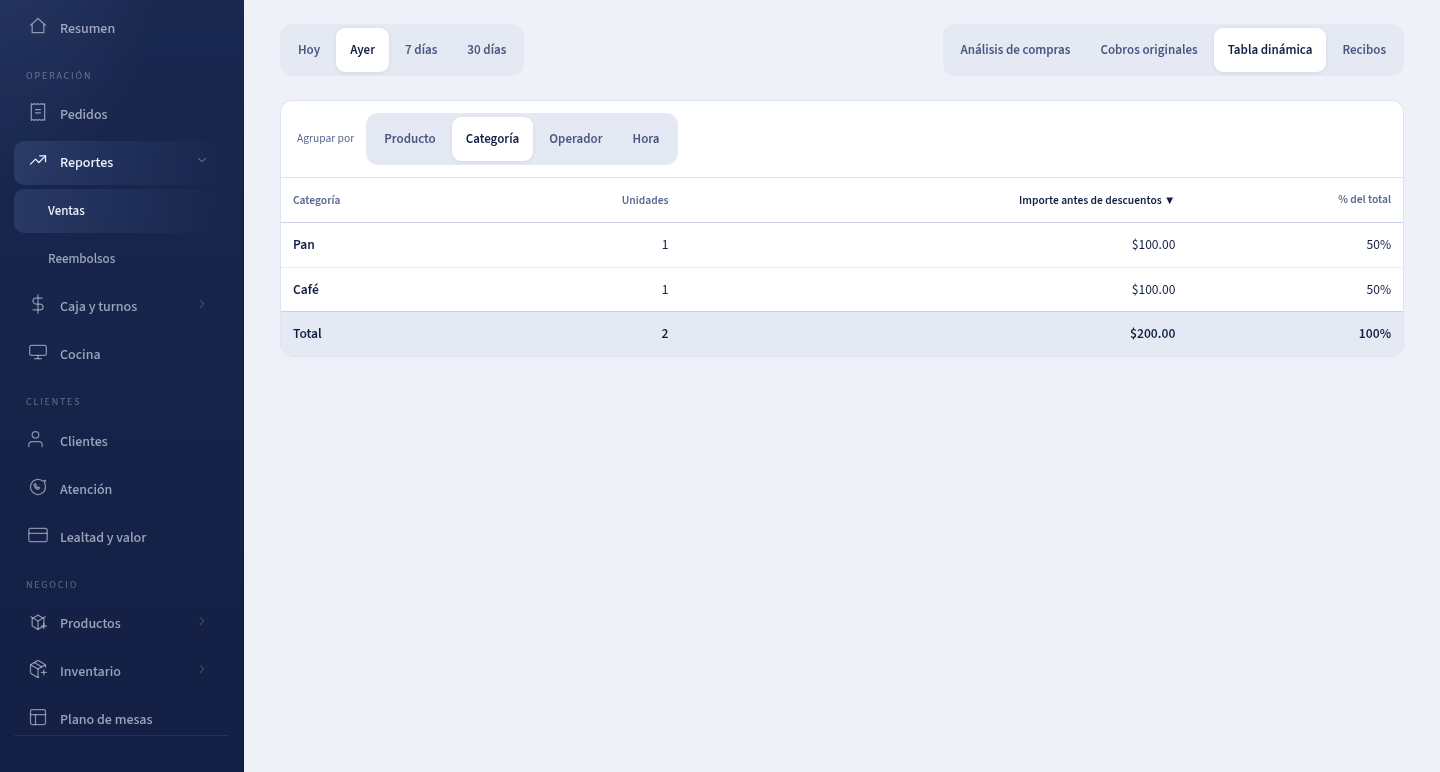 Resumen
OPERACIÓN
Pedidos
Reportes
Ventas
Reembolsos
Caja y turnos
Cocina
CLIENTES
Clientes
Atención
Lealtad y valor
NEGOCIO
Productos
Inventario
Plano de mesas
Hoy Ayer 7 días 30 días
Análisis de compras Cobros originales Tabla dinámica Recibos
Agrupar por Producto Categoría Operador Hora
Categoría Unidades Importe antes de descuentos ▼ % del total
Pan 1 $100.00 50%
Café 1 $100.00 50%
Total 2 $200.00 100%